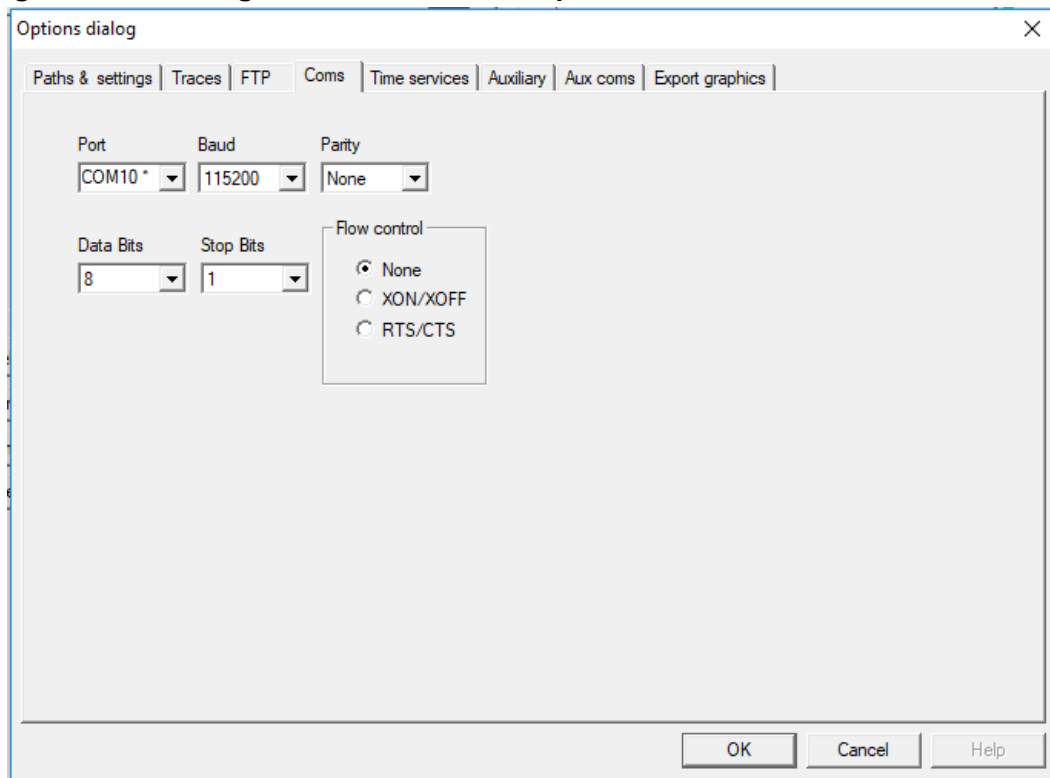 Options dialog
Paths & settings Traces FTP Coms Time services Auxiliary Aux coms Export graphics
Port Baud Parity
COM10 * 115200 None
Data Bits Stop Bits Flow control
8 1 None
XON/XOFF
RTS/CTS
OK Cancel Help